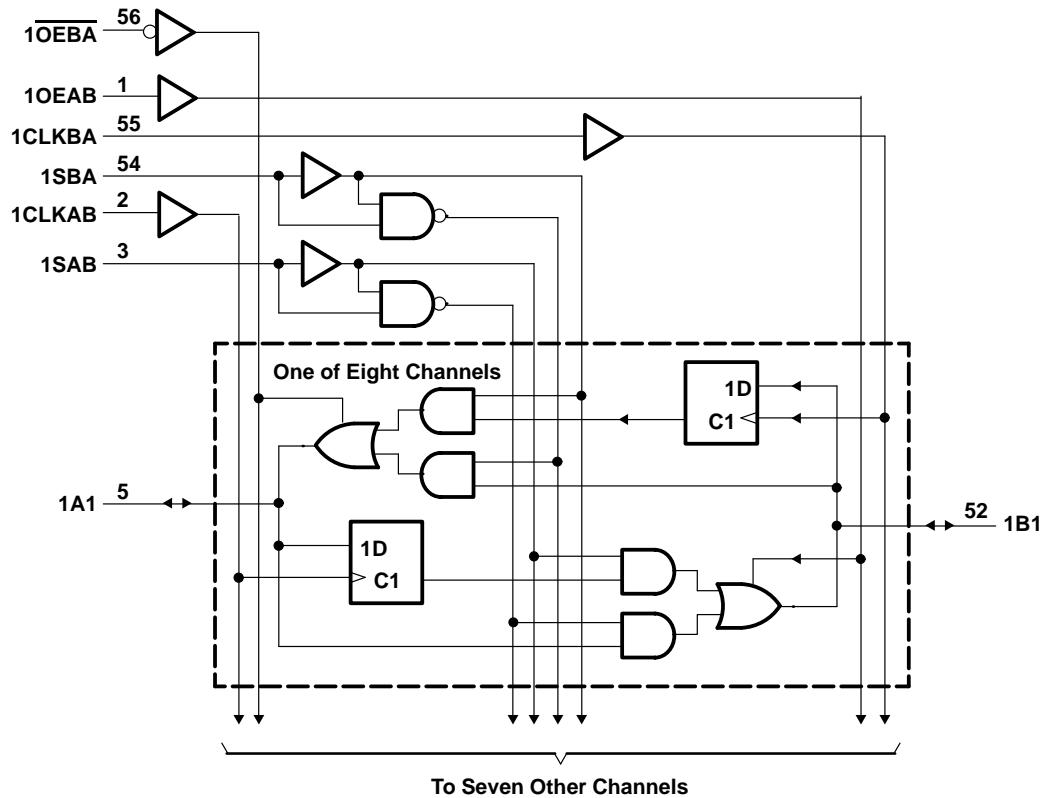 1OEBA 56
1OEAB 1
1CLKBA 55
1SBA 54
1CLKAB 2
1SAB 3
One of Eight Channels
1D
C1
1A1 5
52 1B1
1D
C1
To Seven Other Channels